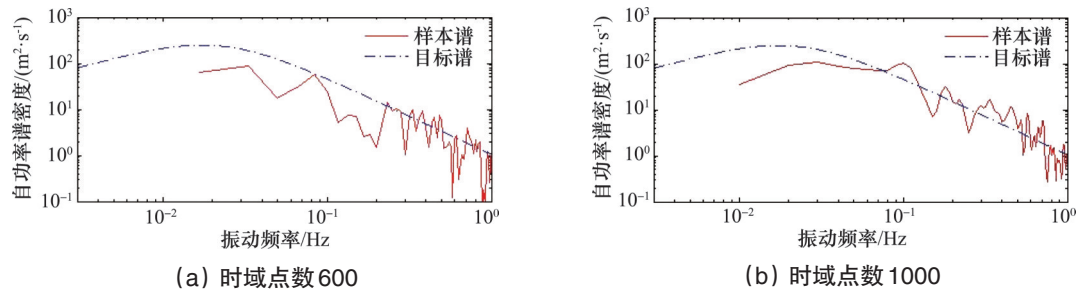 10³
10²
10¹
10⁰
10⁻¹
自功率谱密度/(m²·s⁻¹)
样本谱
目标谱
10⁻²
10⁻¹
10⁰
振动频率/Hz
(a) 时域点数600
10³
10²
10¹
10⁰
10⁻¹
自功率谱密度/(m²·s⁻¹)
样本谱
目标谱
10⁻²
10⁻¹
10⁰
振动频率/Hz
(b) 时域点数1000